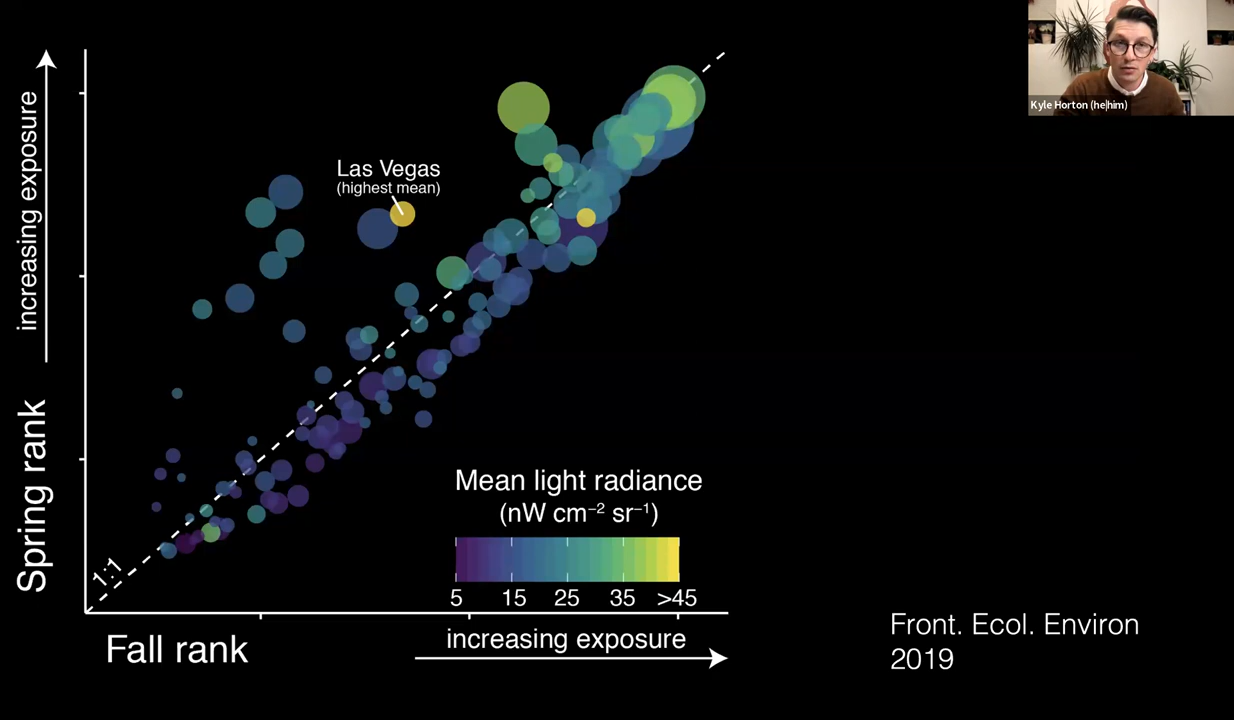 Kyle Horton (he|him)
increasing exposure
Spring rank
Las Vegas
(highest mean)
1:1
Mean light radiance
(nW cm−2 sr−1)
5 15 25 35 >45
Fall rank
increasing exposure
Front. Ecol. Environ
2019